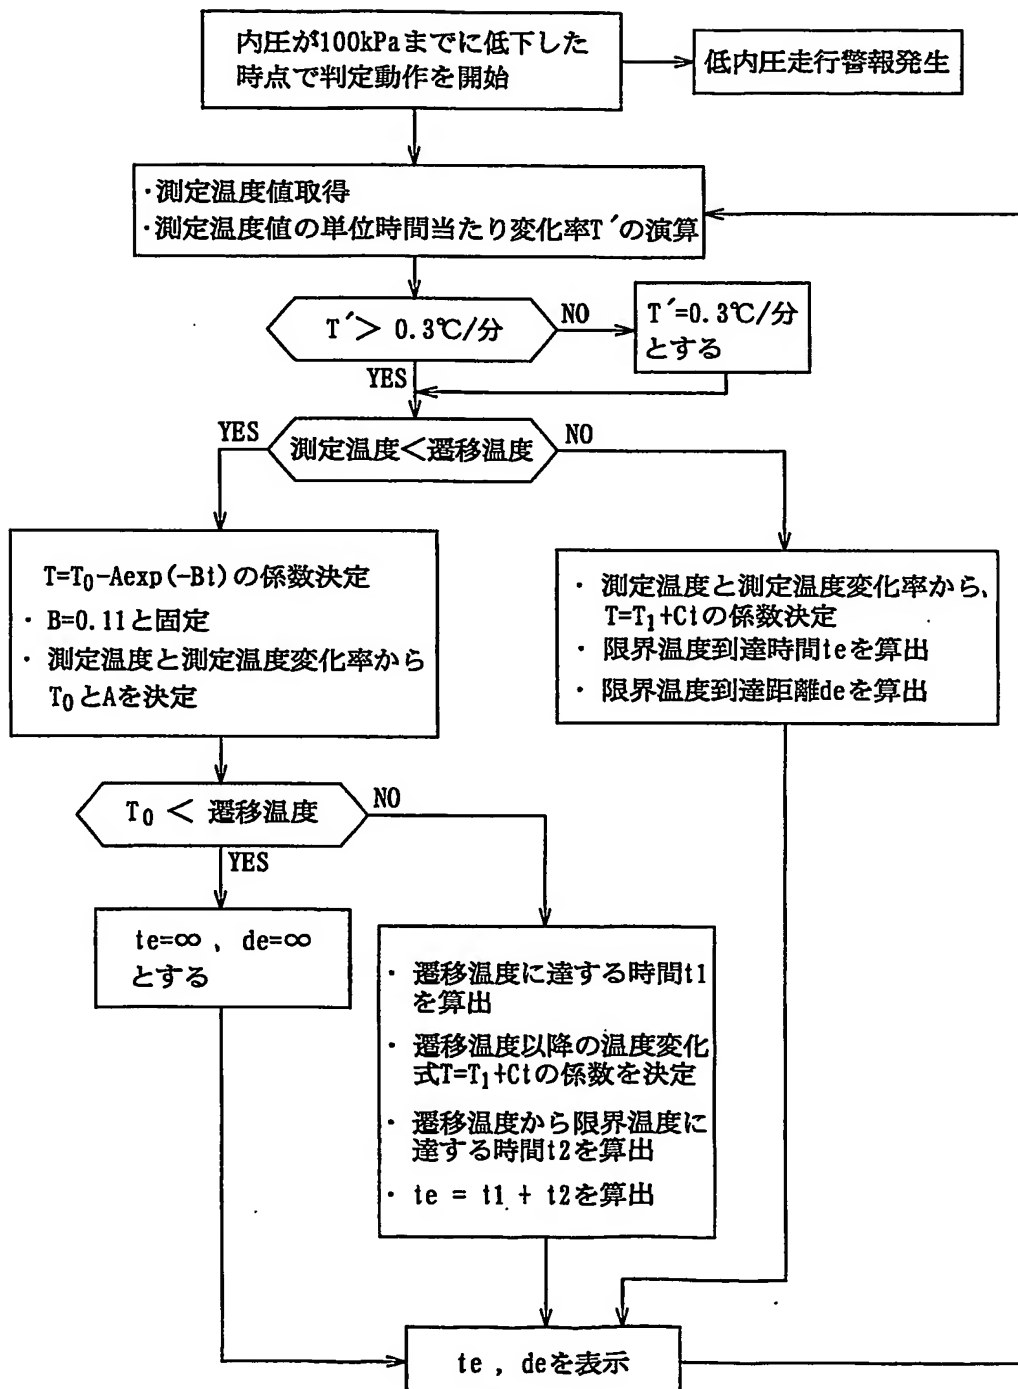 内圧が100kPaまでに低下した
時点で判定動作を開始
低内圧走行警報発生
・測定温度値取得
・測定温度値の単位時間当たり変化率T´の演算
T´＞ 0.3℃/分
NO
T´=0.3℃/分
とする
YES
YES
測定温度＜遷移温度
NO
T=T₀-Aexp(-Bt)の係数決定
・ B=0.11と固定
・ 測定温度と測定温度変化率から
T₀とAを決定
・ 測定温度と測定温度変化率から、
T=T₁+Ctの係数決定
・ 限界温度到達時間teを算出
・ 限界温度到達距離deを算出
T₀ ＜ 遷移温度
NO
YES
te=∞ , de=∞
とする
・ 遷移温度に達する時間t1
を算出
・ 遷移温度以降の温度変化
式T=T₁+Ctの係数を決定
・ 遷移温度から限界温度に
達する時間t2を算出
・ te = t1 + t2を算出
te , deを表示